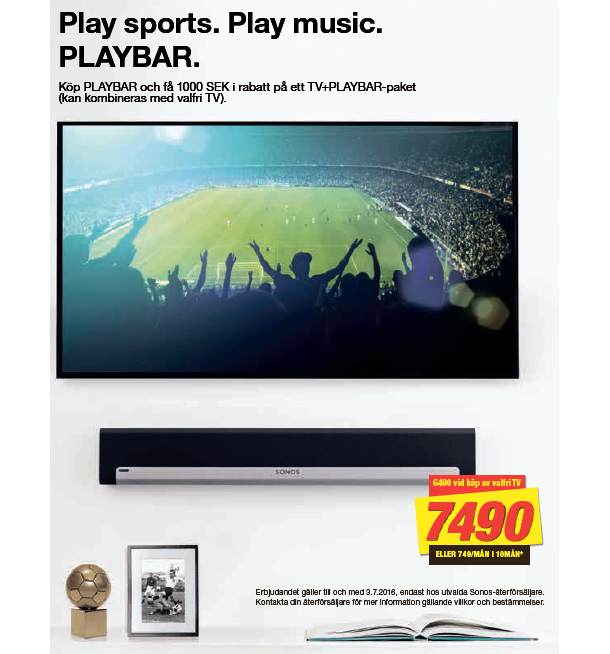 Play sports. Play music.
PLAYBAR.
Köp PLAYBAR och få 1000 SEK i rabatt på ett TV+PLAYBAR-paket
(kan kombineras med valfri TV).
SONOS
6490 vid köp av valfri TV
7490
ELLER 749/MÅN I 10MÅN*
Erbjudandet gäller till och med 3.7.2016, endast hos utvalda Sonos-återförsäljare.
Kontakta din återförsäljare för mer information gällande villkor och bestämmelser.